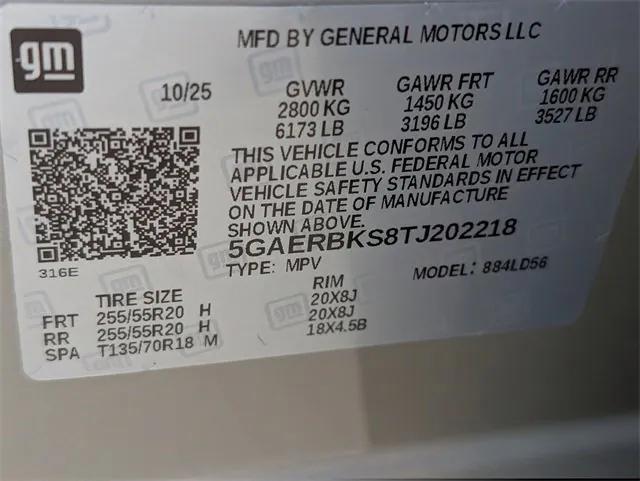 gm
MFD BY GENERAL MOTORS LLC
10/25
GVWR GAWR FRT GAWR RR
2800 KG 1450 KG 1600 KG
6173 LB 3196 LB 3527 LB
THIS VEHICLE CONFORMS TO ALL
APPLICABLE U.S. FEDERAL MOTOR
VEHICLE SAFETY STANDARDS IN EFFECT
ON THE DATE OF MANUFACTURE
SHOWN ABOVE.
5GAERBKS8TJ202218
316E
TYPE: MPV MODEL: 884LD56
TIRE SIZE RIM
FRT 255/55R20 H 20X8J
RR 255/55R20 H 20X8J
SPA T135/70R18 M 18X4.5B